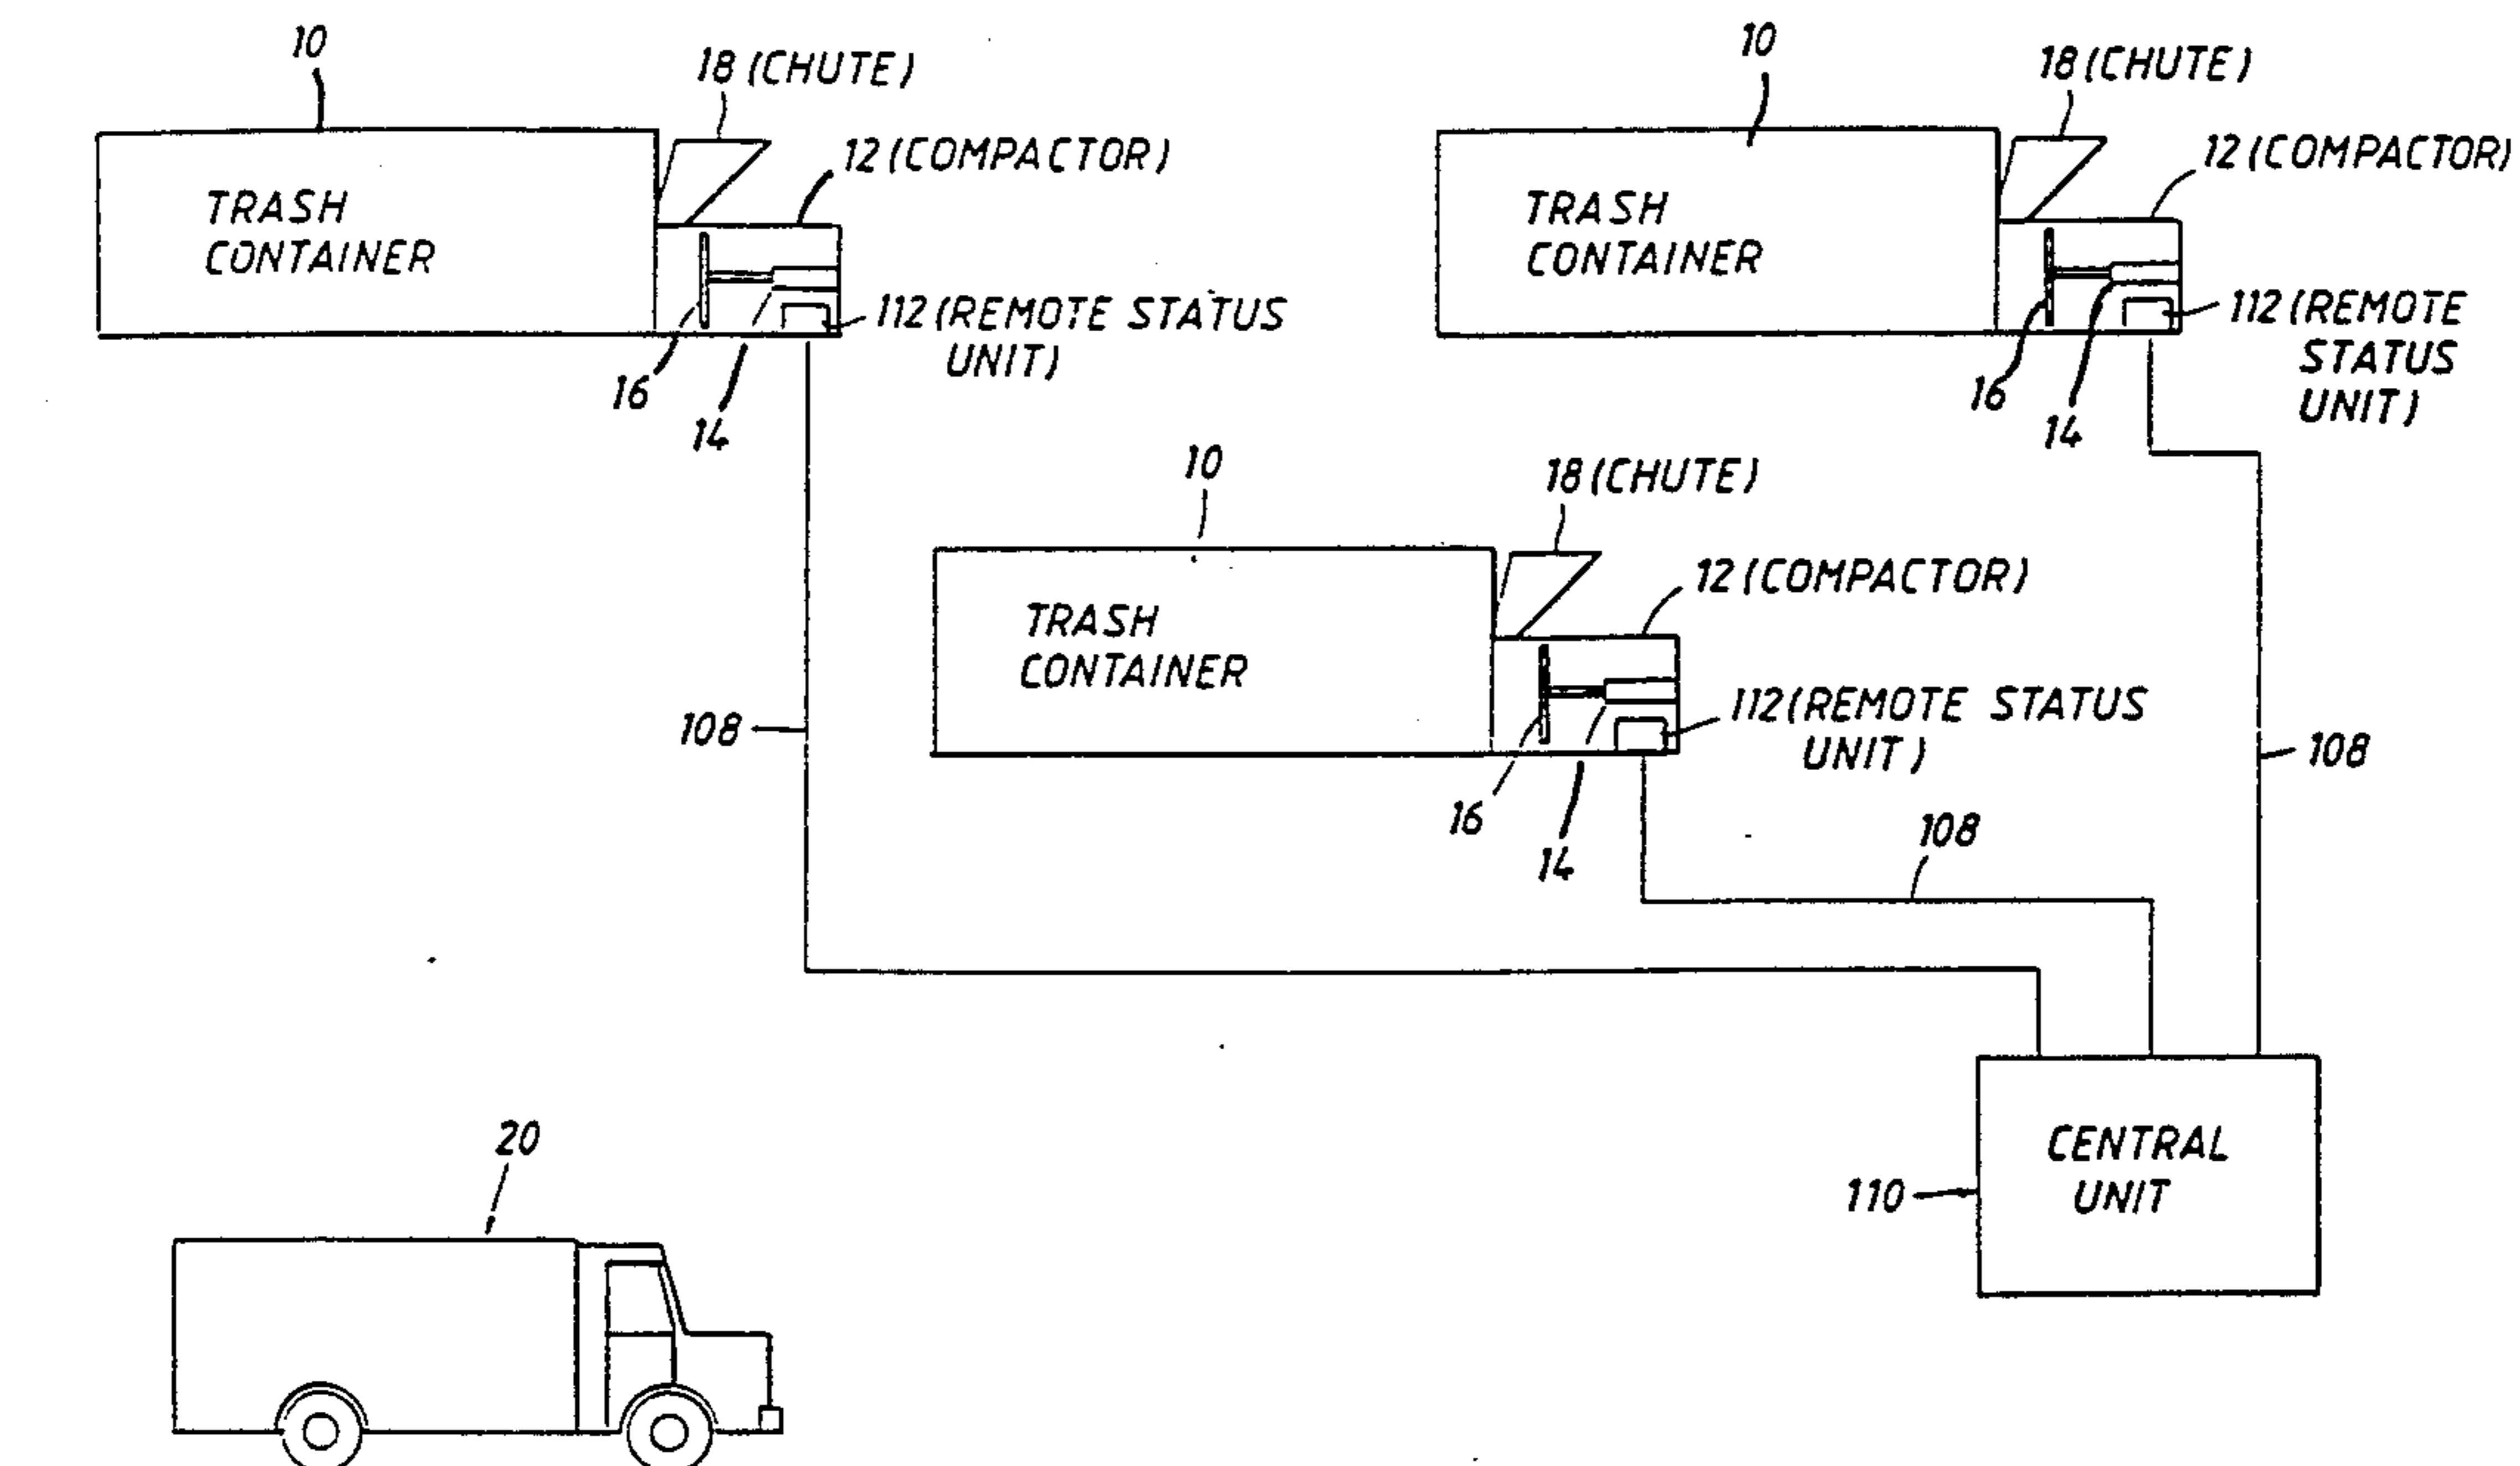 10
18 (CHUTE)
12 (COMPACTOR)
TRASH
CONTAINER
112 (REMOTE STATUS
UNIT)
16
14
10
18 (CHUTE)
12 (COMPACTOR)
TRASH
CONTAINER
112 (REMOTE
STATUS
UNIT)
16
14
10
18 (CHUTE)
12 (COMPACTOR)
TRASH
CONTAINER
112 (REMOTE STATUS
UNIT)
16
14
108
108
108
20
110
CENTRAL
UNIT